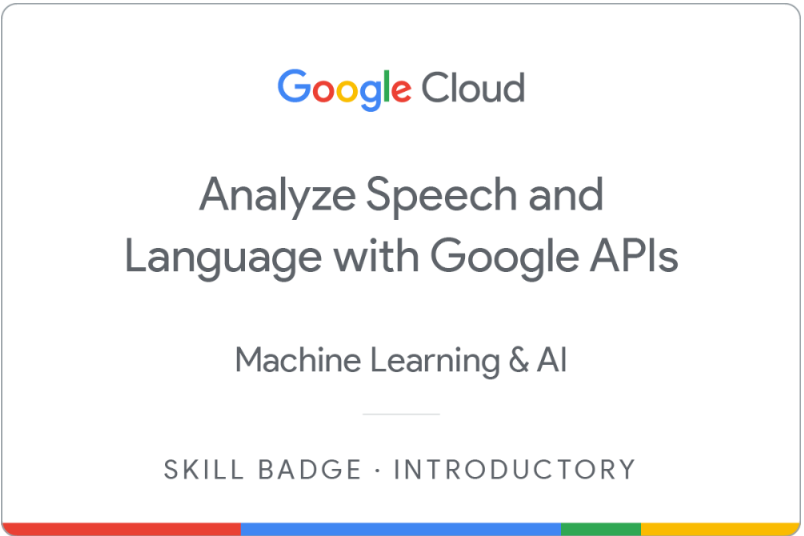 Google Cloud
Analyze Speech and
Language with Google APIs
Machine Learning & AI
SKILL BADGE · INTRODUCTORY